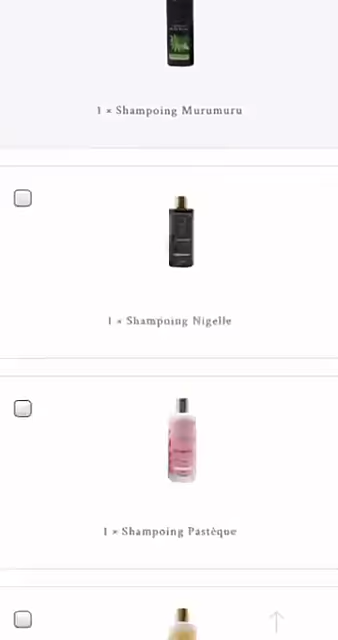 1 × Shampoing Murumuru
1 × Shampoing Nigelle
1 × Shampoing Pastèque